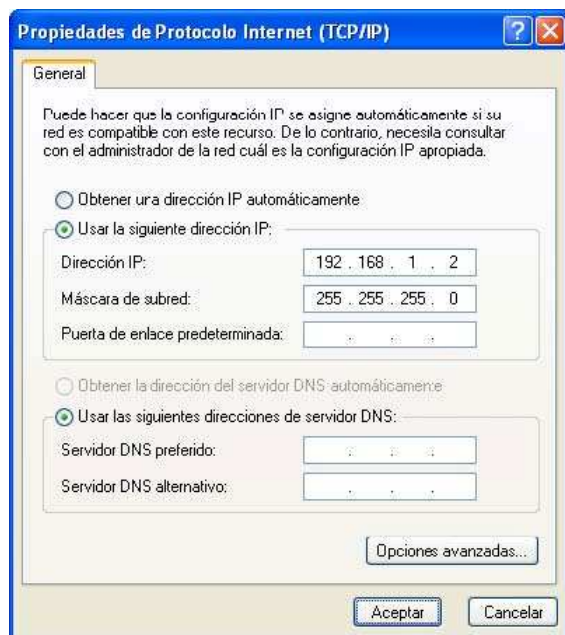 Propiedades de Protocolo Internet (TCP/IP)
General
Puede hacer que la configuración IP se asigne automáticamente si su
red es compatible con este recurso. De lo contrario, necesita consultar
con el administrador de la red cuál es la configuración IP apropiada.
Obtener una dirección IP automáticamente
Usar la siguiente dirección IP:
Dirección IP: 192 . 168 . 1 . 2
Máscara de subred: 255 . 255 . 255 . 0
Puerta de enlace predeterminada: . . .
Obtener la dirección del servidor DNS automáticamente
Usar las siguientes direcciones de servidor DNS:
Servidor DNS preferido: . . .
Servidor DNS alternativo: . . .
Opciones avanzadas...
Aceptar Cancelar